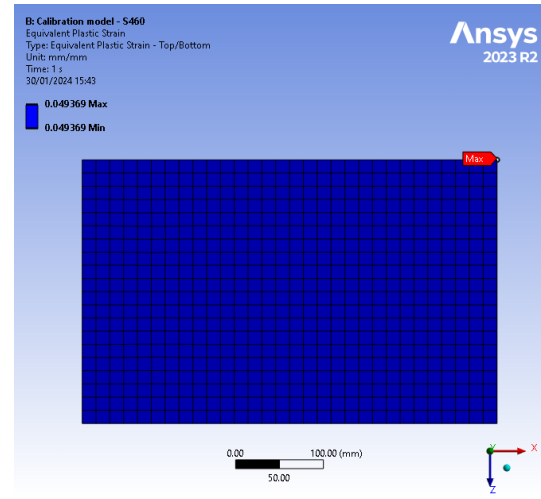 B: Calibration model - S460
Equivalent Plastic Strain
Type: Equivalent Plastic Strain - Top/Bottom
Unit: mm/mm
Time: 1 s
30/01/2024 15:43
0.049369 Max
0.049369 Min
Ansys
2023 R2
Max
0.00 100.00 (mm)
50.00
Y X
Z